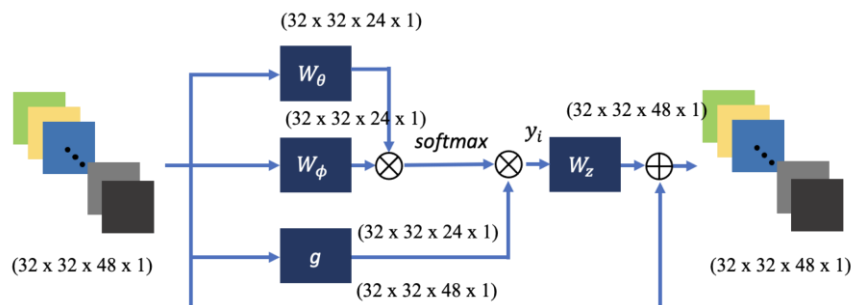 (32 x 32 x 24 x 1)
W_θ
(32 x 32 x 24 x 1)
softmax
(32 x 32 x 48 x 1)
y_i
W_ϕ
W_z
(32 x 32 x 24 x 1)
g
(32 x 32 x 48 x 1)
(32 x 32 x 48 x 1)
(32 x 32 x 48 x 1)